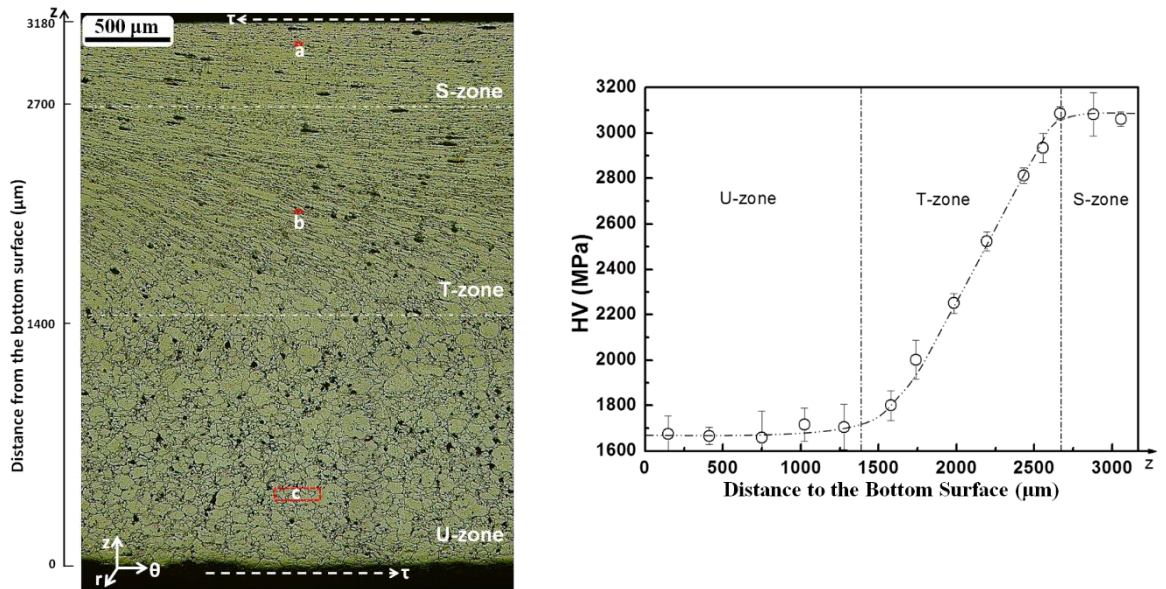 z
3180
500 μm
τ
a
S-zone
2700
b
T-zone
1400
Distance from the bottom surface (μm)
c
U-zone
z
θ
r
τ
0
3200
3000
2800
2600
2400
2200
2000
1800
1600
HV (MPa)
U-zone
T-zone
S-zone
0 500 1000 1500 2000 2500 3000 z
Distance to the Bottom Surface (μm)